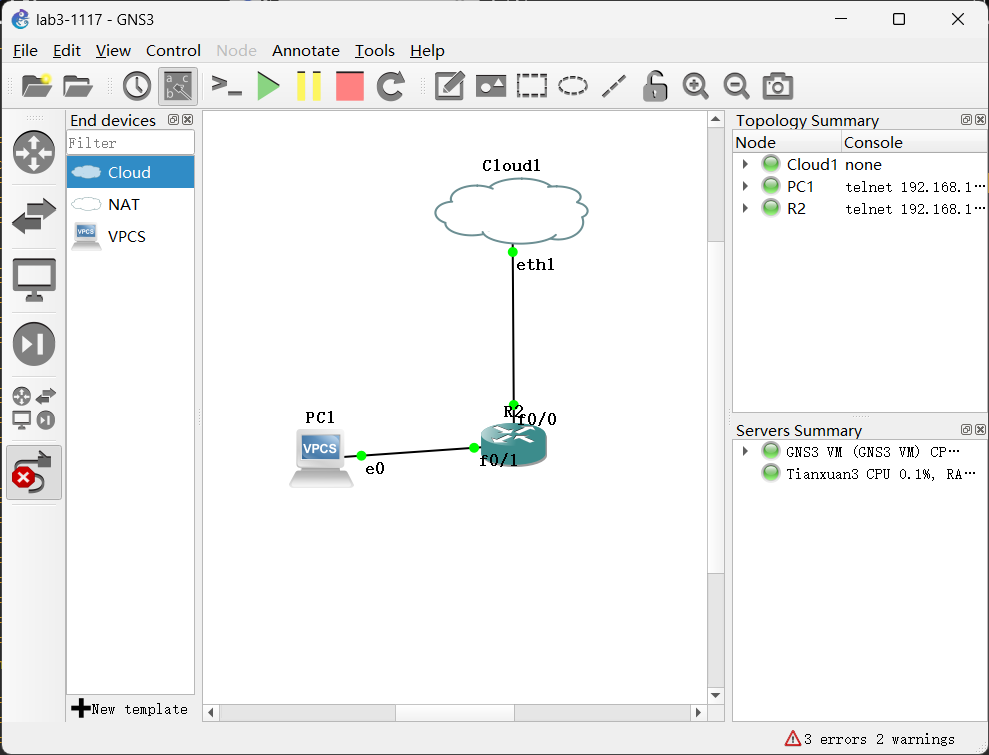 lab3-1117 - GNS3
File Edit View Control Node Annotate Tools Help
End devices
Filter
Cloud
NAT
VPCS
VPCS
New template
Cloud1
eth1
R2
f0/0
PC1
VPCS
e0
f0/1
Topology Summary
Node Console
Cloud1 none
PC1 telnet 192.168.1···
R2 telnet 192.168.1···
Servers Summary
GNS3 VM (GNS3 VM) CP···
Tianxuan3 CPU 0.1%, RA···
3 errors 2 warnings